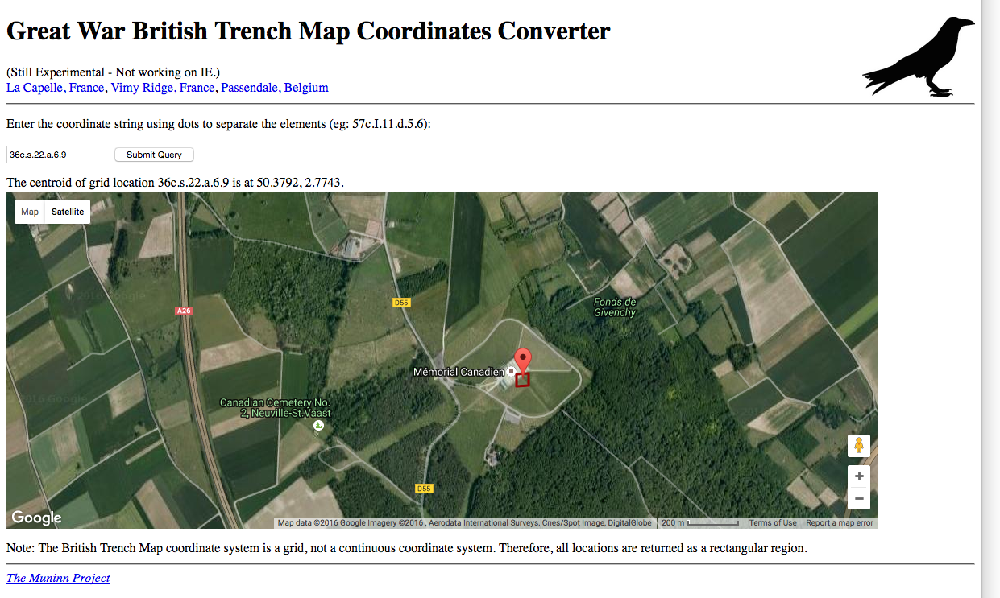 Great War British Trench Map Coordinates Converter
(Still Experimental - Not working on IE.)
La Capelle, France, Vimy Ridge, France, Passendale, Belgium
Enter the coordinate string using dots to separate the elements (eg: 57c.I.11.d.5.6):
36c.s.22.a.6.9 Submit Query
The centroid of grid location 36c.s.22.a.6.9 is at 50.3792, 2.7743.
Map Satellite
© 2016 Google
A26
D55
Fonds de
Givenchy
Mémorial Canadien
© 2016 Google
Canadian Cemetery No.
2, Neuville-St.Vaast
D55
+
−
Google
Map data ©2016 Google Imagery ©2016 , Aerodata International Surveys, Cnes/Spot Image, DigitalGlobe 200 m Terms of Use Report a map error
Note: The British Trench Map coordinate system is a grid, not a continuous coordinate system. Therefore, all locations are returned as a rectangular region.
The Muninn Project